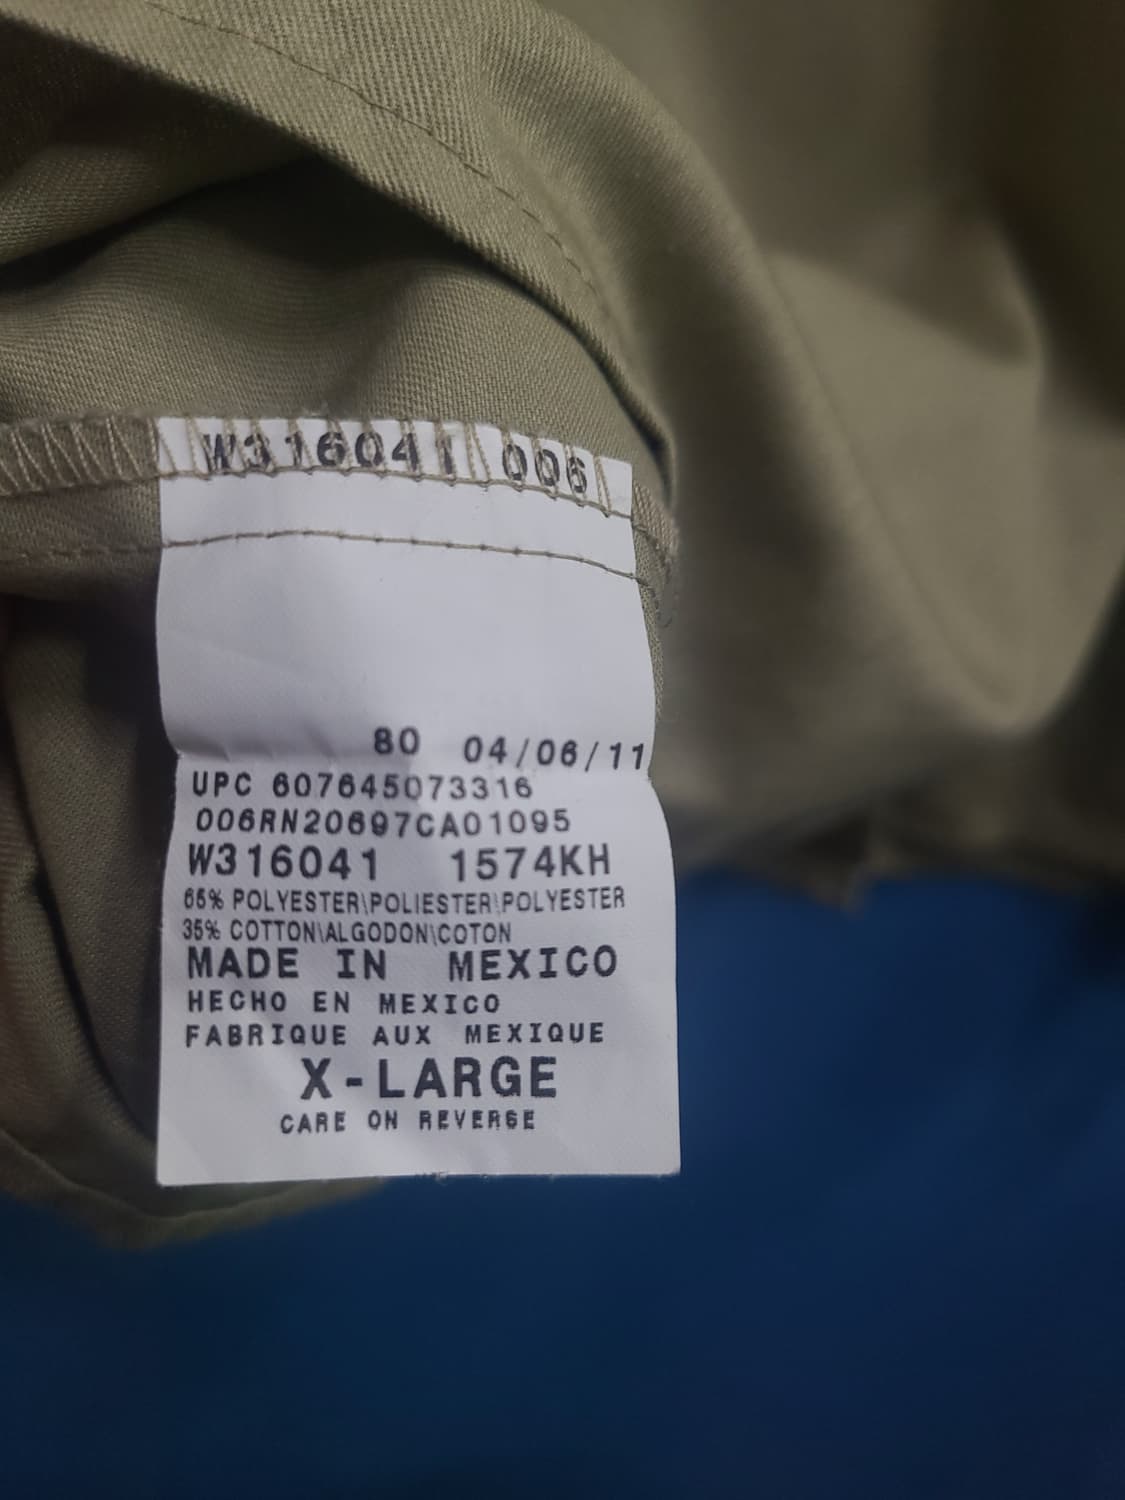 W316041 006
80 04/06/11
UPC 607645073316
006RN20697CA01095
W316041 1574KH
65% POLYESTER\POLIESTER\POLYESTER
35% COTTON\ALGODON\COTON
MADE IN MEXICO
HECHO EN MEXICO
FABRIQUE AUX MEXIQUE
X-LARGE
CARE ON REVERSE